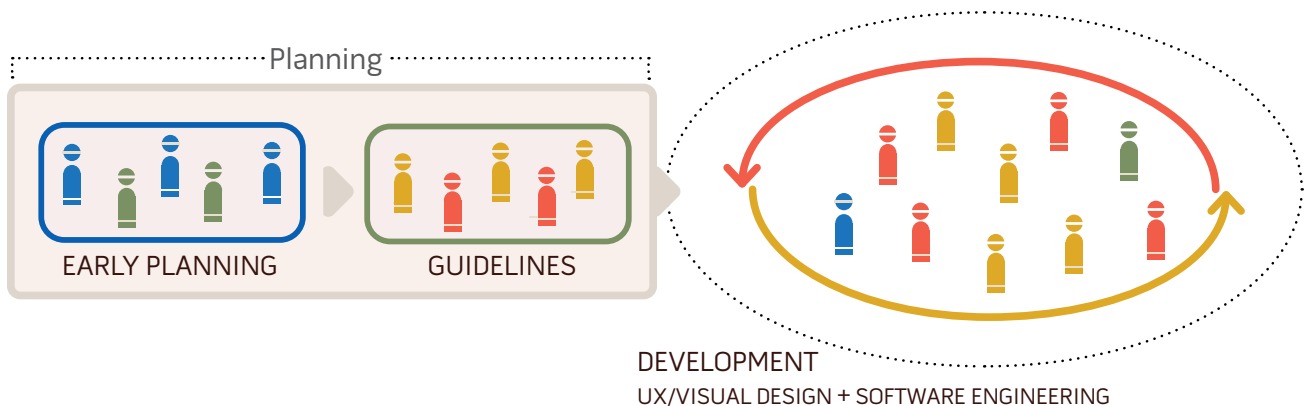 Planning
EARLY PLANNING
GUIDELINES
DEVELOPMENT
UX/VISUAL DESIGN + SOFTWARE ENGINEERING